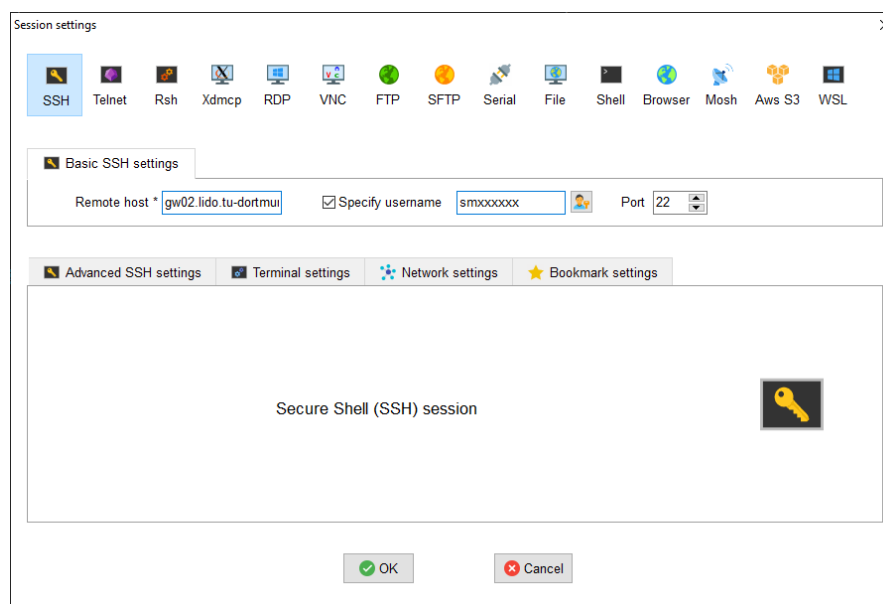 Session settings
SSH Telnet Rsh Xdmcp RDP VNC FTP SFTP Serial File Shell Browser Mosh Aws S3 WSL
Basic SSH settings
Remote host * gw02.lido.tu-dortmu Specify username smxxxxxx Port 22
Advanced SSH settings Terminal settings Network settings Bookmark settings
Secure Shell (SSH) session
OK Cancel